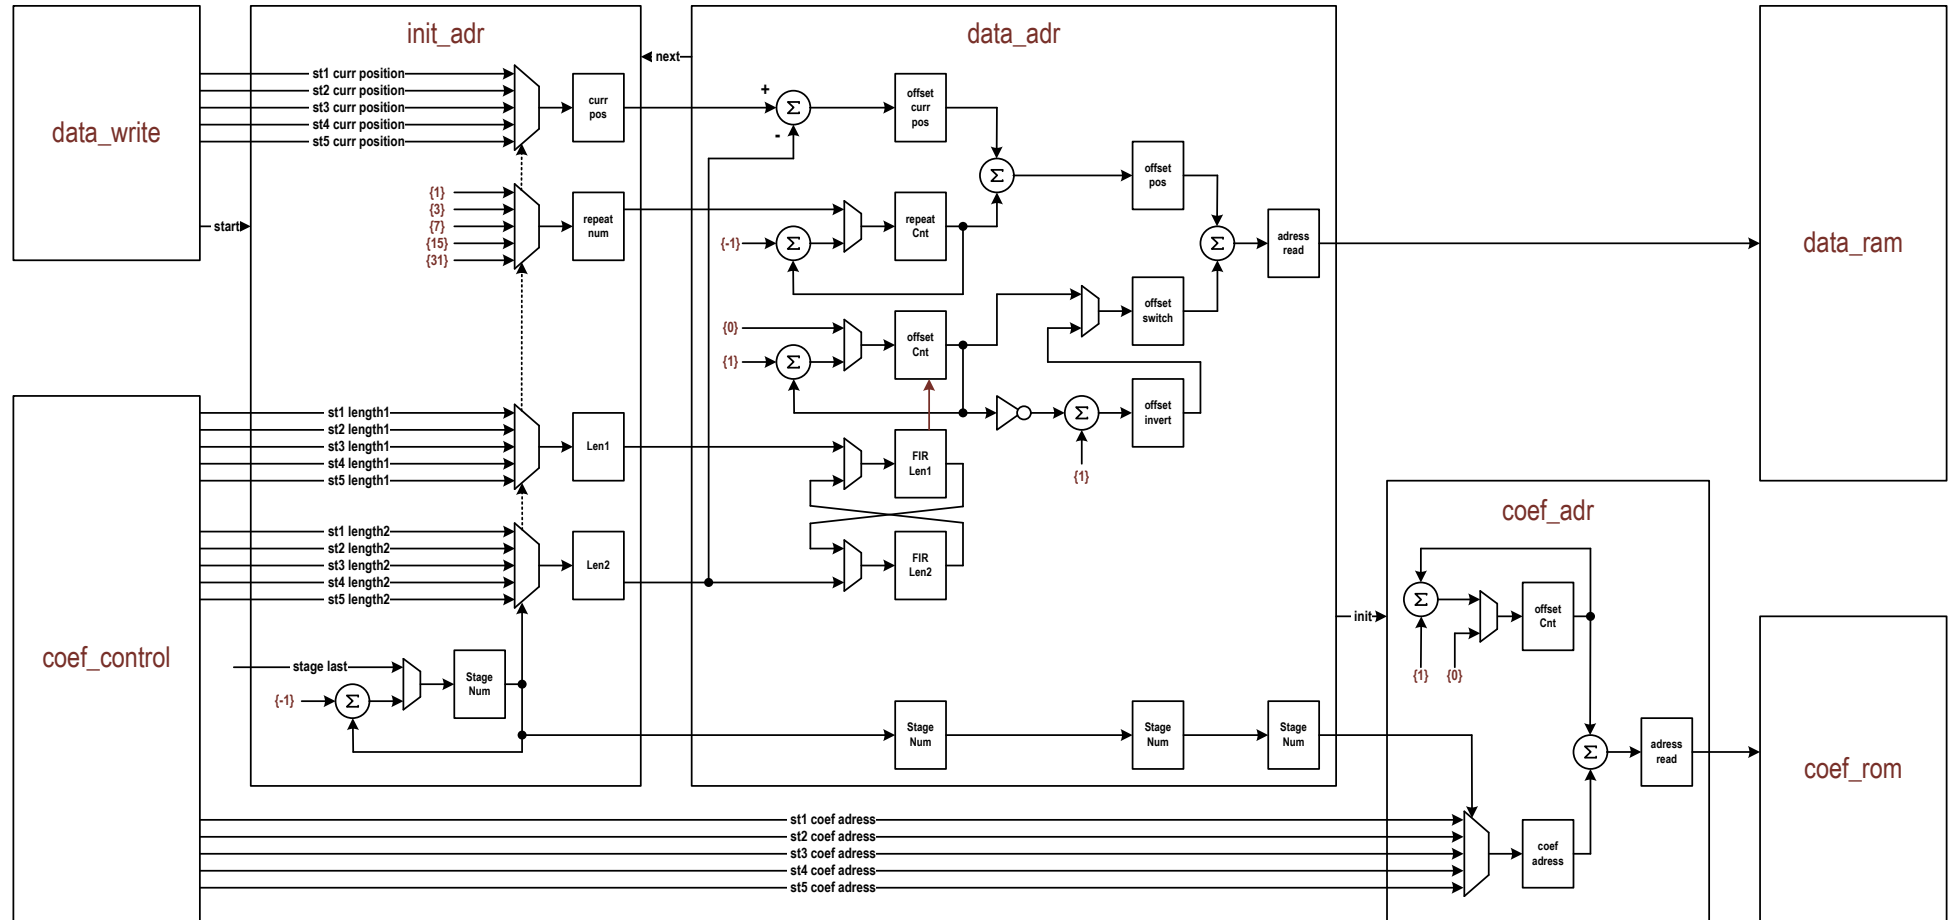 init_adr
data_adr
next
st1 curr position
st2 curr position
st3 curr position
st4 curr position
st5 curr position
curr
pos
+
Σ
-
offset
curr
pos
data_write
Σ
offset
pos
{1}
{3}
{7}
{15}
{31}
start
repeat
num
repeat
Cnt
{-1}
Σ
Σ
adress
read
data_ram
{0}
{1}
Σ
offset
Cnt
offset
switch
Σ
offset
invert
{1}
st1 length1
st2 length1
st3 length1
st4 length1
st5 length1
Len1
FIR
Len1
st1 length2
st2 length2
st3 length2
st4 length2
st5 length2
Len2
FIR
Len2
coef_adr
Σ
offset
Cnt
{1}
{0}
init
coef_control
stage last
{-1}
Σ
Stage
Num
Stage
Num
Stage
Num
Stage
Num
Σ
adress
read
coef_rom
st1 coef adress
st2 coef adress
st3 coef adress
st4 coef adress
st5 coef adress
coef
adress